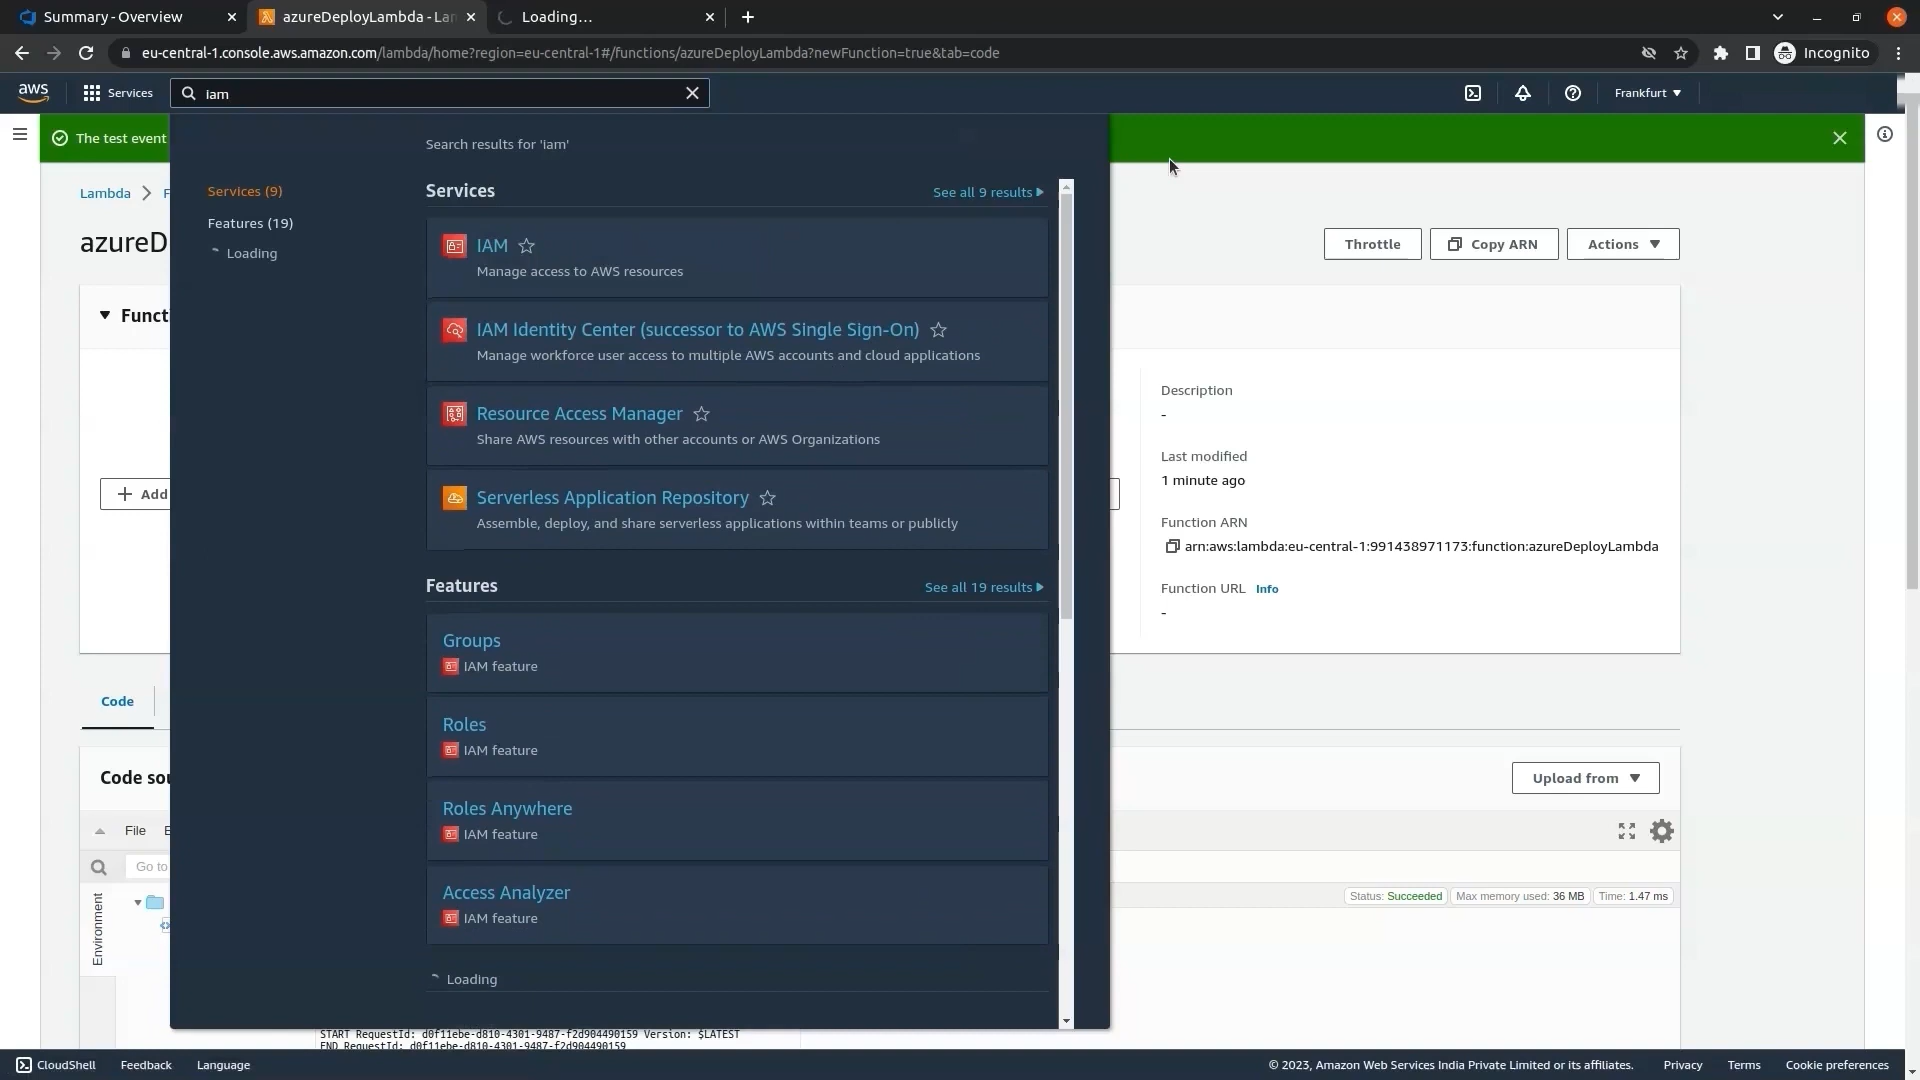 Summary - Overview
azureDeployLambda - Lam
Loading...
eu-central-1.console.aws.amazon.com/lambda/home?region=eu-central-1#/functions/azureDeployLambda?newFunction=true&tab=code
Incognito
aws
Services
iam
Frankfurt
The test event
Search results for 'iam'
Services (9)
Features (19)
Loading
Services
See all 9 results
IAM
Manage access to AWS resources
IAM Identity Center (successor to AWS Single Sign-On)
Manage workforce user access to multiple AWS accounts and cloud applications
Resource Access Manager
Share AWS resources with other accounts or AWS Organizations
Serverless Application Repository
Assemble, deploy, and share serverless applications within teams or publicly
Features
See all 19 results
Groups
IAM feature
Roles
IAM feature
Roles Anywhere
IAM feature
Access Analyzer
IAM feature
Loading
Lambda
F
azureD
Throttle
Copy ARN
Actions
Funct
Add
Description
-
Last modified
1 minute ago
Function ARN
arn:aws:lambda:eu-central-1:991438971173:function:azureDeployLambda
Function URL Info
-
Code
Code sou
Upload from
File E
Go to
Environment
Status: Succeeded
Max memory used: 36 MB
Time: 1.47 ms
START RequestId: d0f11ebe-d810-4301-9487-f2d904490159 Version: $LATEST
END RequestId: d0f11ebe-d810-4301-9487-f2d904490159
CloudShell
Feedback
Language
© 2023, Amazon Web Services India Private Limited or its affiliates.
Privacy
Terms
Cookie preferences